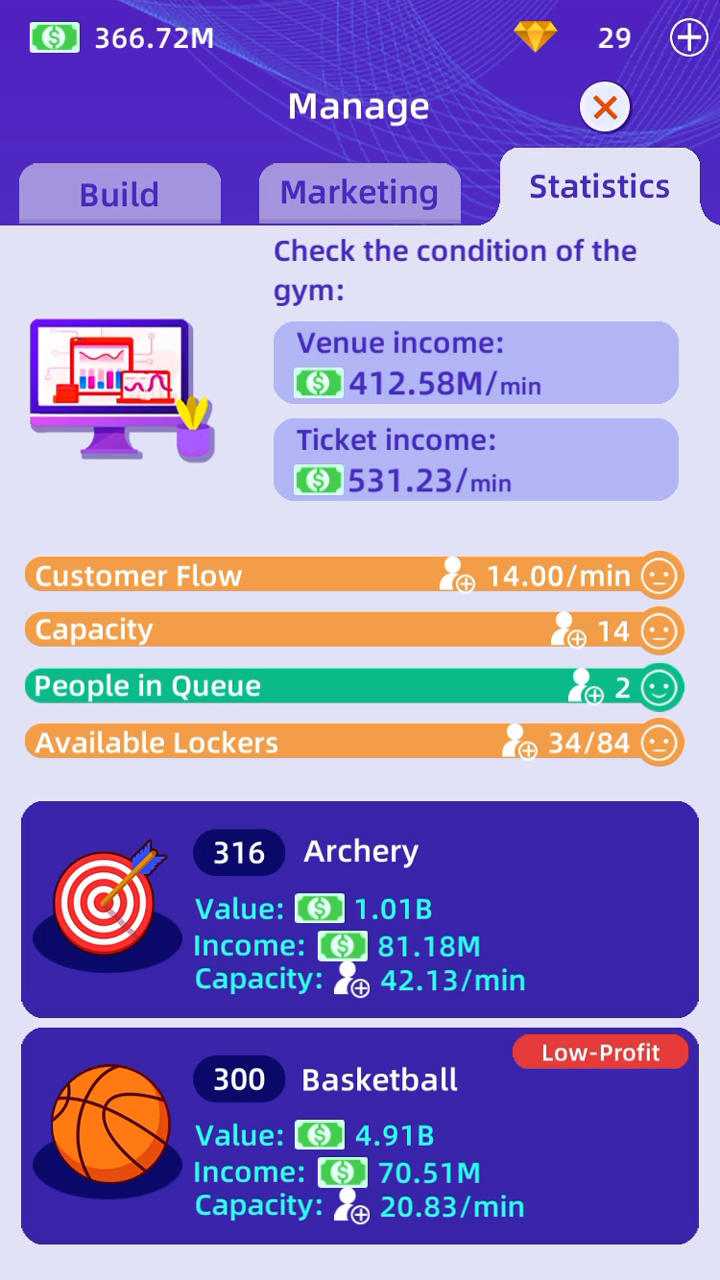 366.72M 29
Manage
Build Marketing Statistics
Check the condition of the
gym:
Venue income:
$ 412.58M/min
Ticket income:
$ 531.23/min
Customer Flow 14.00/min
Capacity 14
People in Queue 2
Available Lockers 34/84
316 Archery
Value: $ 1.01B
Income: $ 81.18M
Capacity: 42.13/min
Low-Profit
300 Basketball
Value: $ 4.91B
Income: $ 70.51M
Capacity: 20.83/min